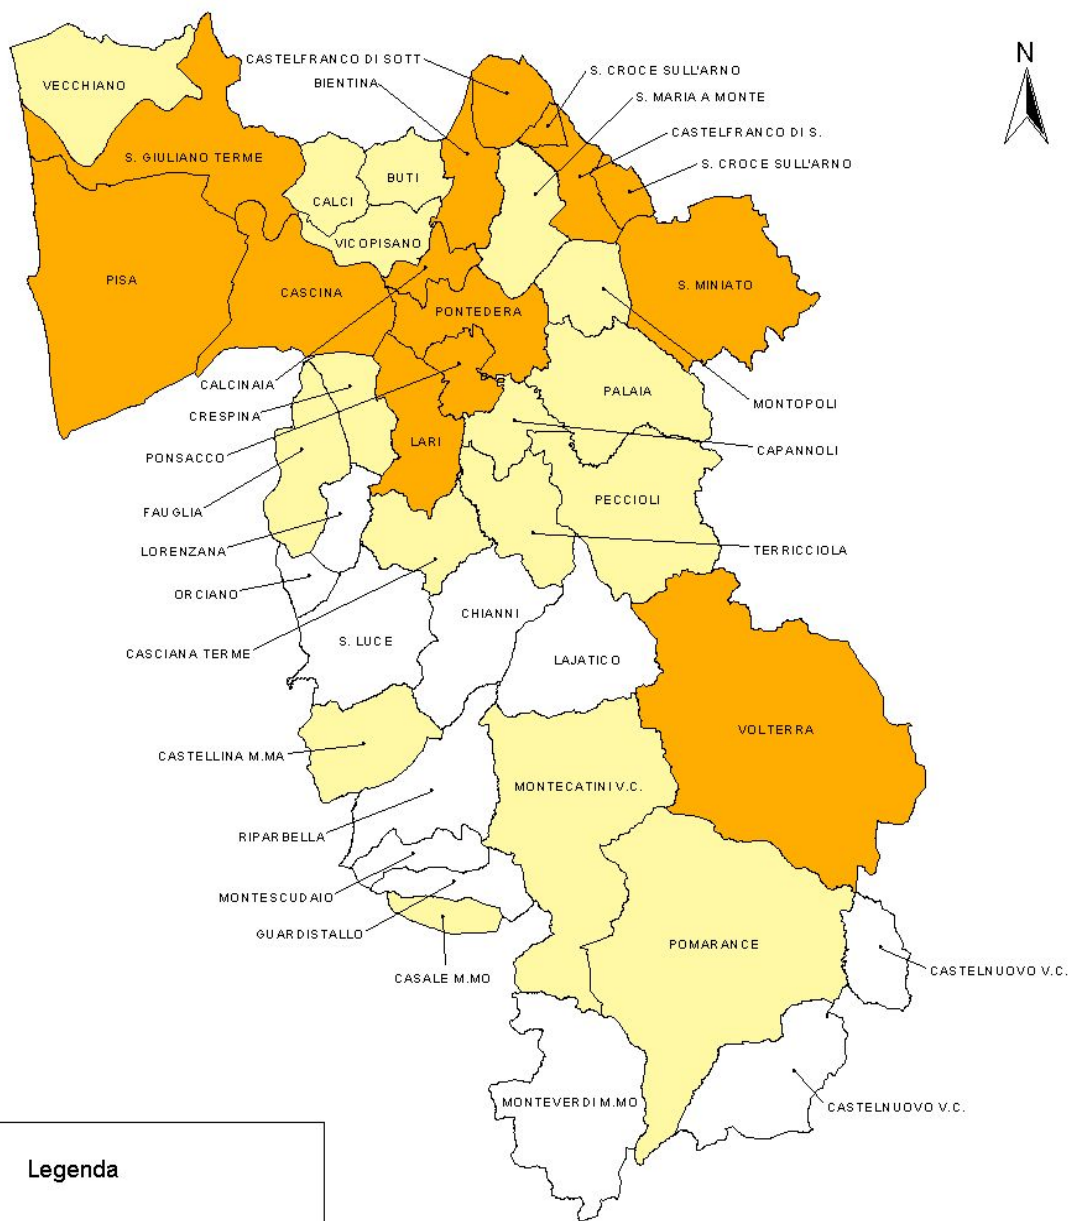 CASTELFRANCO DI SOTT
N
S. CROCE SULL'ARNO
VECCHIANO
BIENTINA
S. MARIA A MONTE
CASTELFRANCO DI S.
S. GIULIANO TERME
S. CROCE SULL'ARNO
BUTI
CALCI
VICOPISANO
PISA
CASCINA
S. MINIATO
PONTEDERA
CALCINAIA
PALAIA
MONTOPOLI
CRESPINA
LARI
CAPANNOLI
PONSACCO
PECCIOLI
FAUGLIA
LORENZANA
TERRICCIOLA
ORCIANO
CHIANNI
S. LUCE
CASCIANA TERME
LAJATICO
VOLTERRA
CASTELLINA M.MA
MONTECATINI V.C.
RIPARBELLA
MONTESCUDAIO
GUARDISTALLO
POMARANCE
CASALE M.MO
CASTELNUOVO V.C.
MONTEVERDI M.MO
CASTELNUOVO V.C.
Legenda